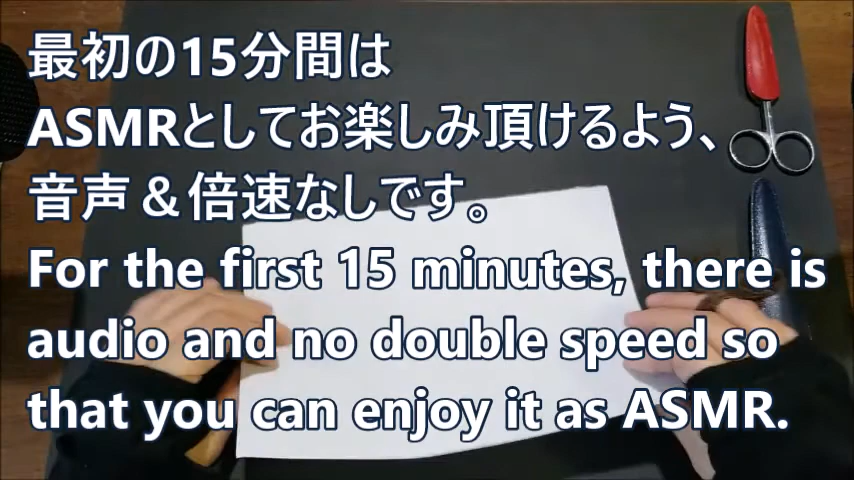 最初の15分間は
ASMRとしてお楽しみ頂けるよう、
音声＆倍速なしです。
For the first 15 minutes, there is
audio and no double speed so
that you can enjoy it as ASMR.